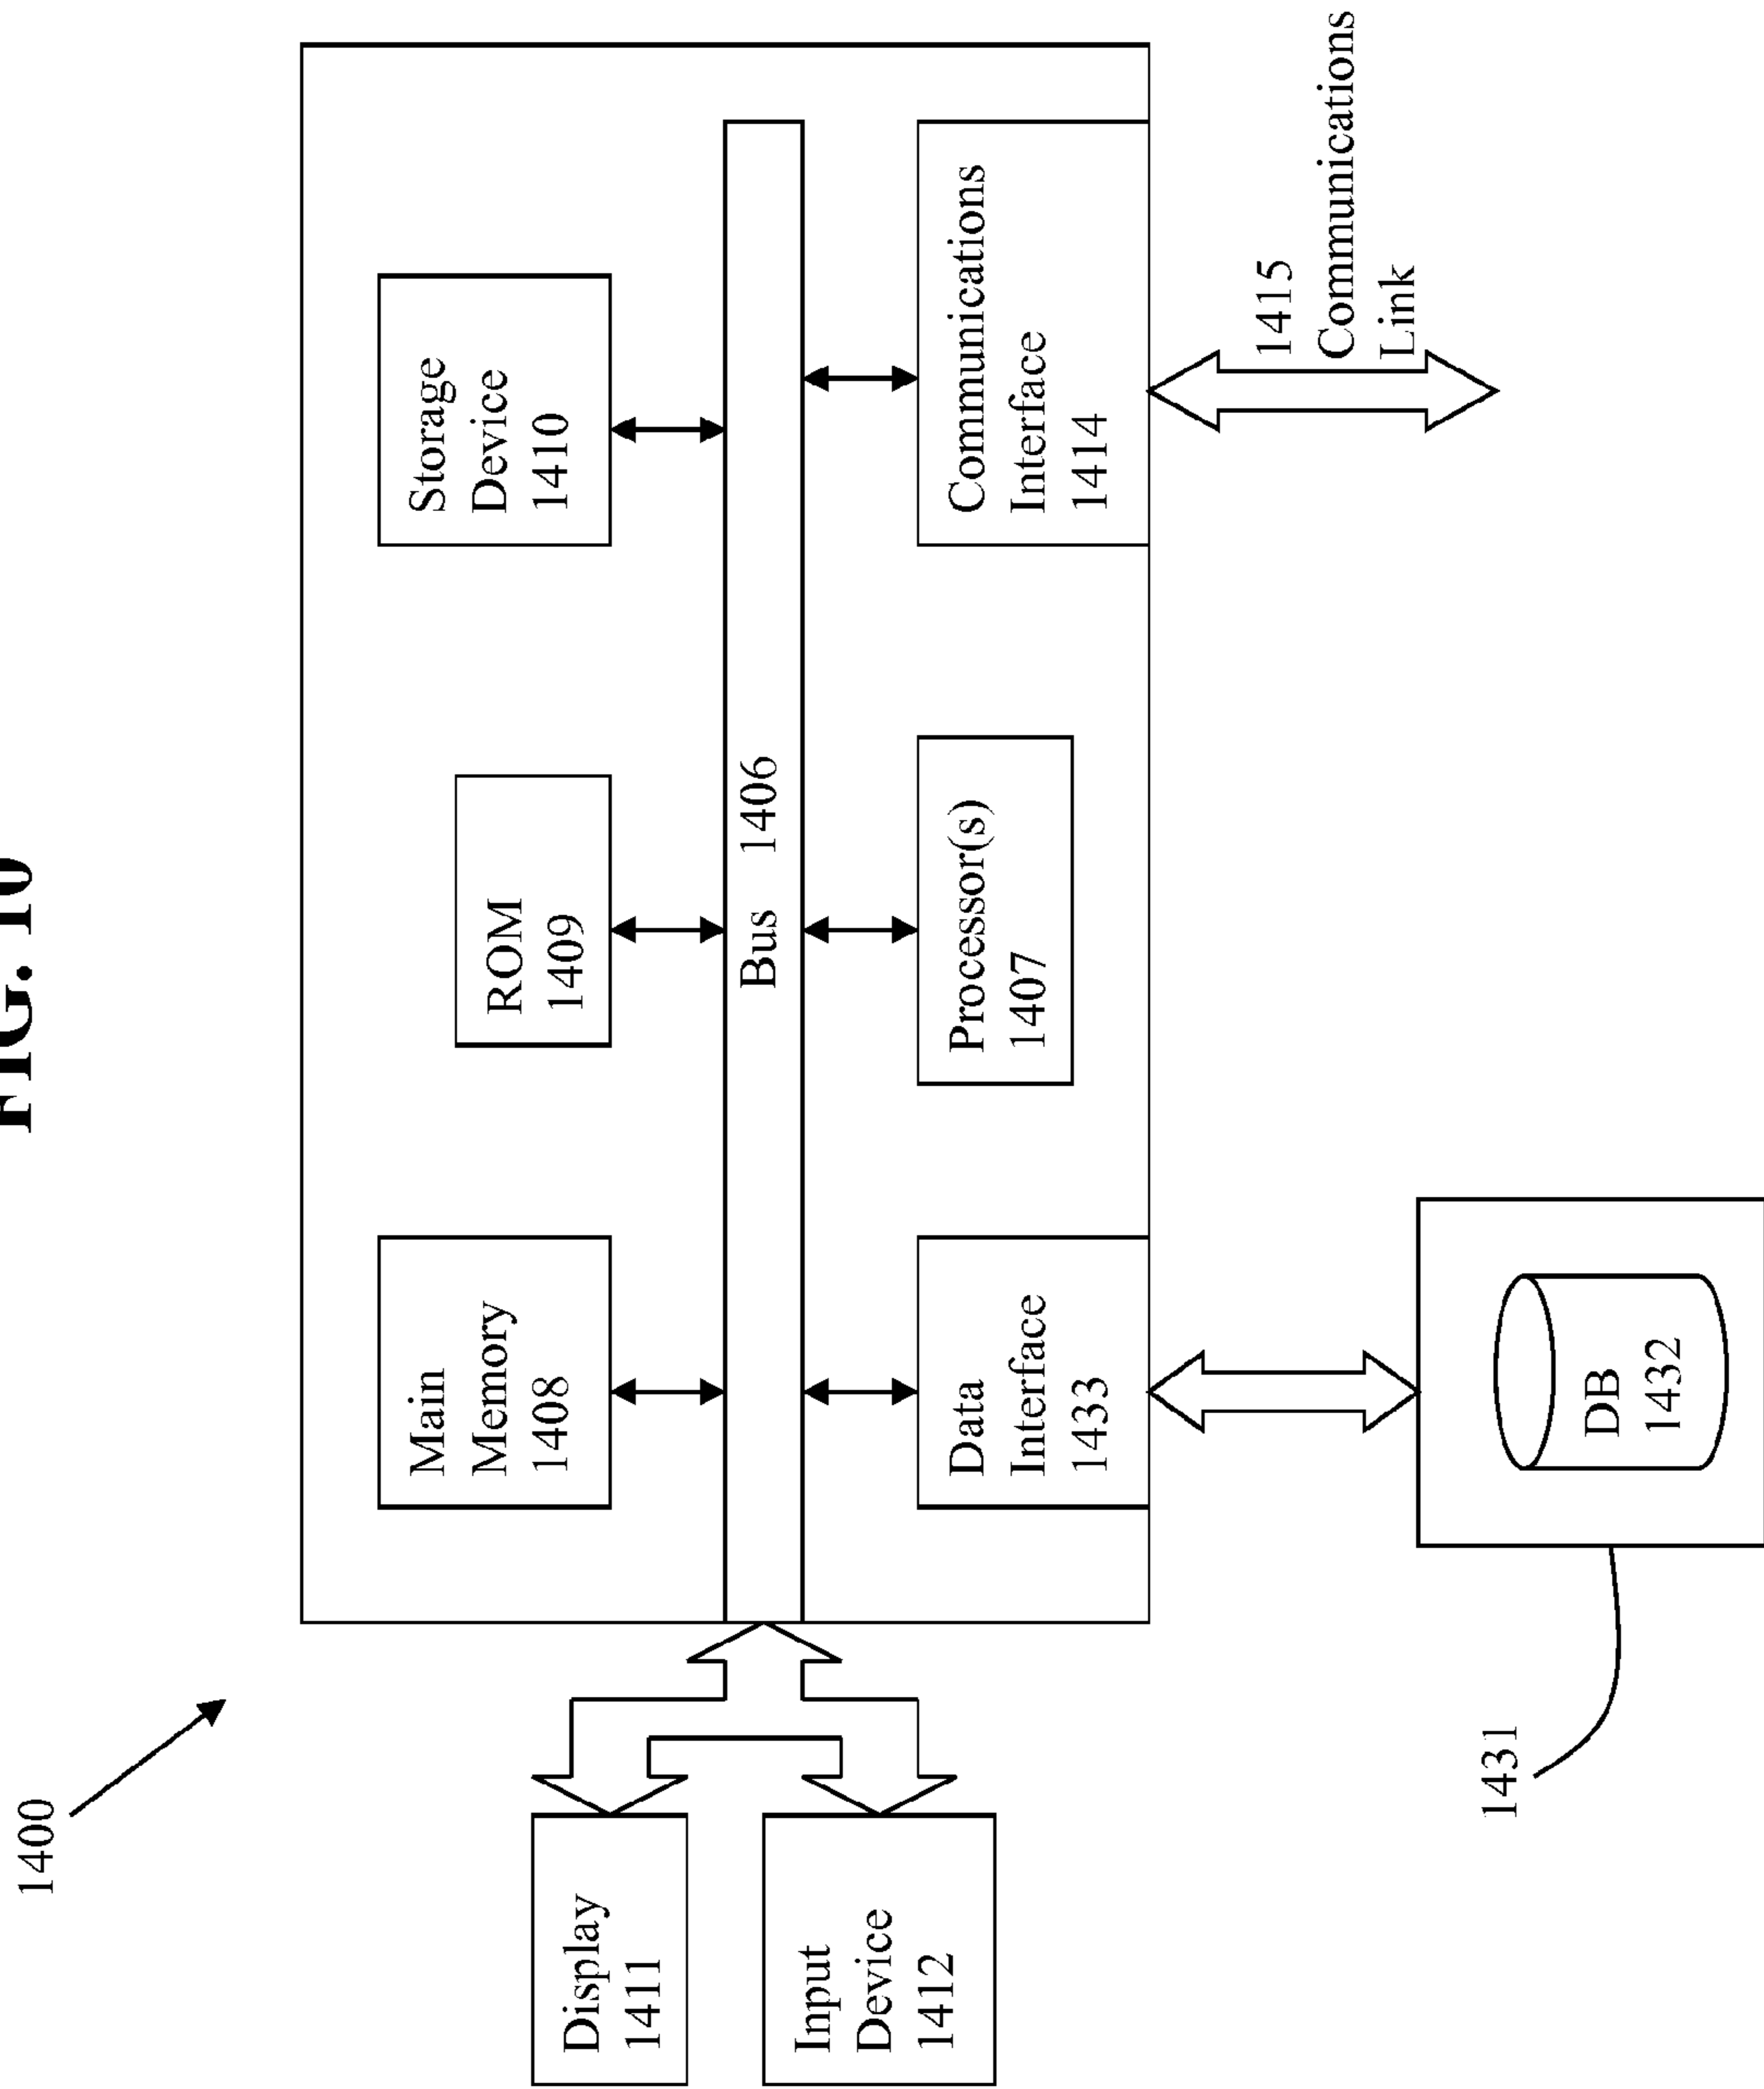 FIG. 10
1400
Main
Memory
1408
ROM
1409
Storage
Device
1410
Display
1411
Bus 1406
Input
Device
1412
Data
Interface
1433
Processor(s)
1407
Communications
Interface
1414
1415
Communications
Link
1431
DB
1432